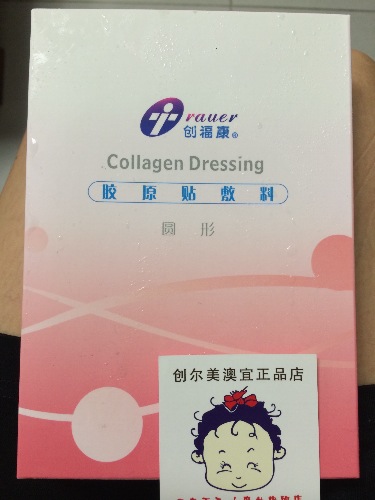 rauer
创福康®
Collagen Dressing
胶原贴敷料
圆形
创尔美澳宜正品店